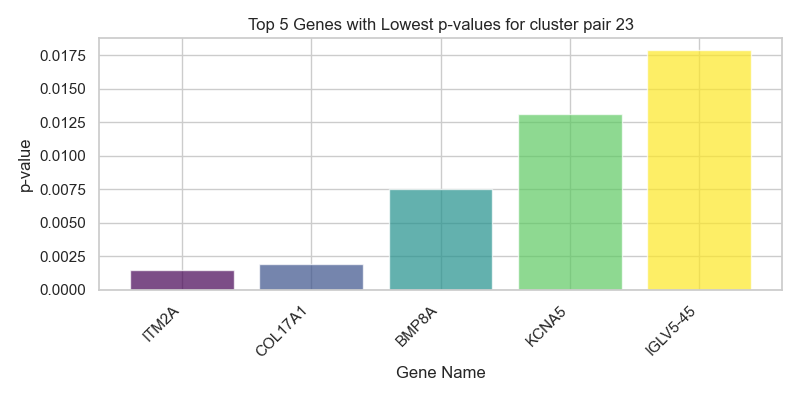 Top 5 Genes with Lowest p-values for cluster pair 23
p-value
0.0175
0.0150
0.0125
0.0100
0.0075
0.0050
0.0025
0.0000
ITM2A
COL17A1
BMP8A
KCNA5
IGLV5-45
Gene Name